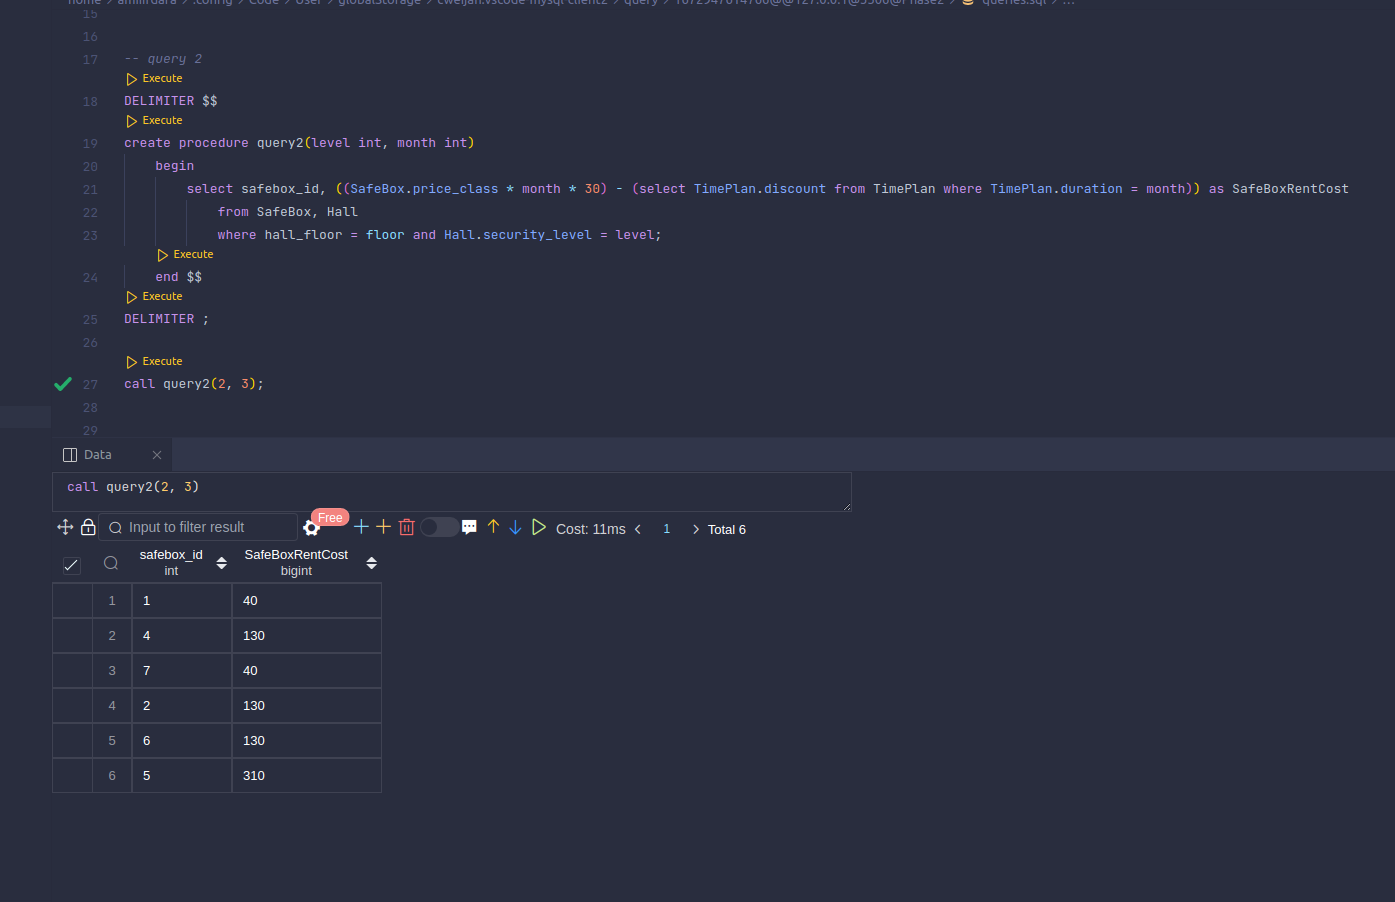 home > amilirdara > .config > Code > User > globalStorage > cweijan.vscode-mysql-client2 > query > > queries.sql > ...
15
16
17 -- query 2
Execute
18 DELIMITER $$
Execute
19 create procedure query2(level int, month int)
20 begin
21 select safebox_id, ((SafeBox.price_class * month * 30) - (select TimePlan.discount from TimePlan where TimePlan.duration = month)) as SafeBoxRentCost
22 from SafeBox, Hall
23 where hall_floor = floor and Hall.security_level = level;
Execute
24 end $$
Execute
25 DELIMITER ;
26
Execute
27 call query2(2, 3);
28
29
Data
call query2(2, 3)
Input to filter result Free Cost: 11ms 1 Total 6
safebox_id SafeBoxRentCost
int bigint
1 1 40
2 4 130
3 7 40
4 2 130
5 6 130
6 5 310